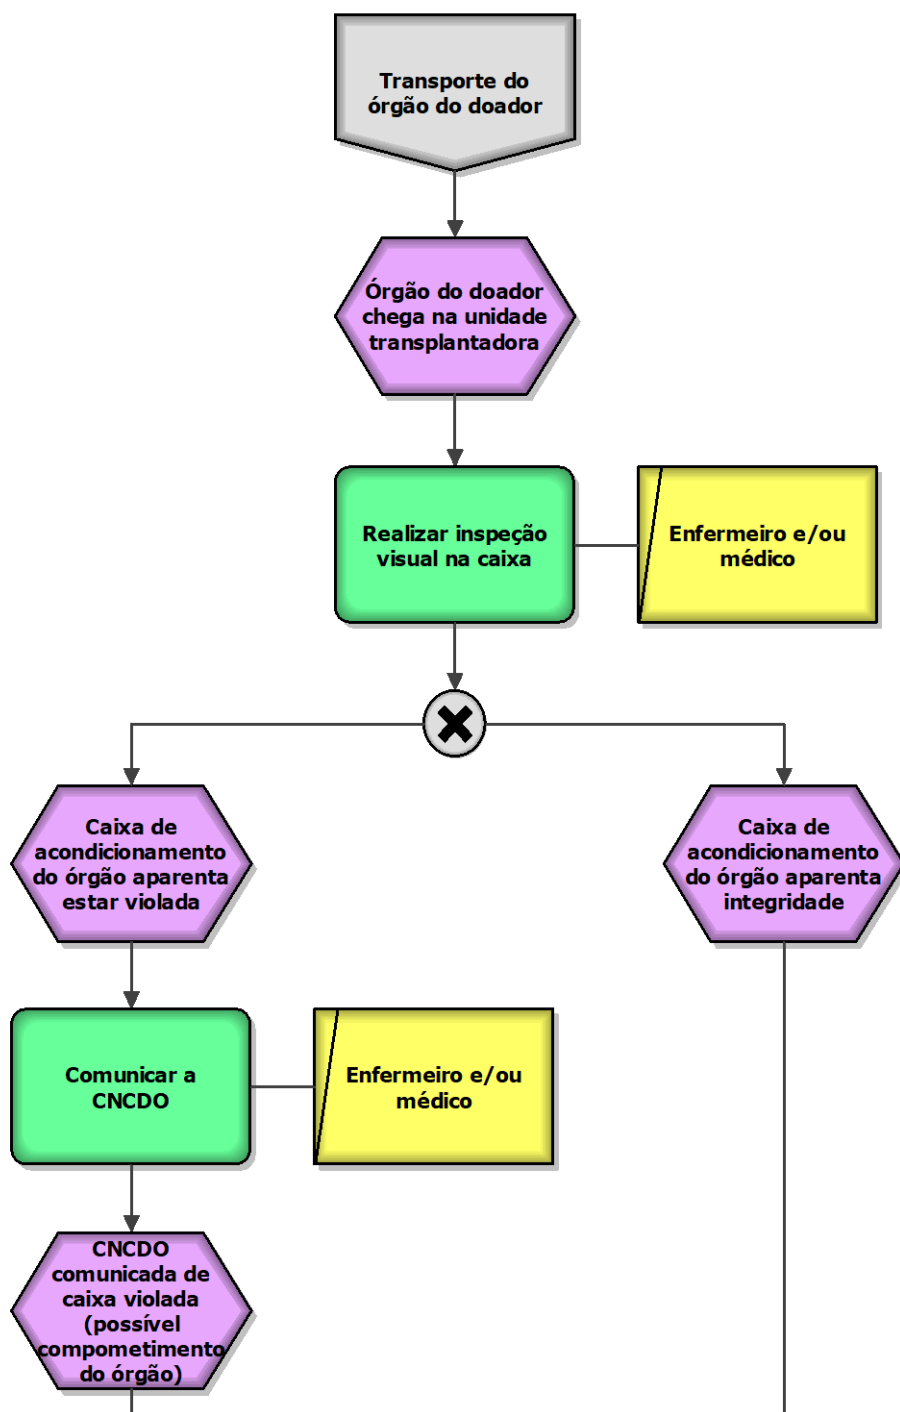 Transporte do
órgão do doador
Órgão do doador
chega na unidade
transplantadora
Realizar inspeção
visual na caixa
Enfermeiro e/ou
médico
Caixa de
acondicionamento
do órgão aparenta
estar violada
Caixa de
acondicionamento
do órgão aparenta
integridade
Comunicar a
CNCDO
Enfermeiro e/ou
médico
CNCDO
comunicada de
caixa violada
(possível
compometimento
do órgão)